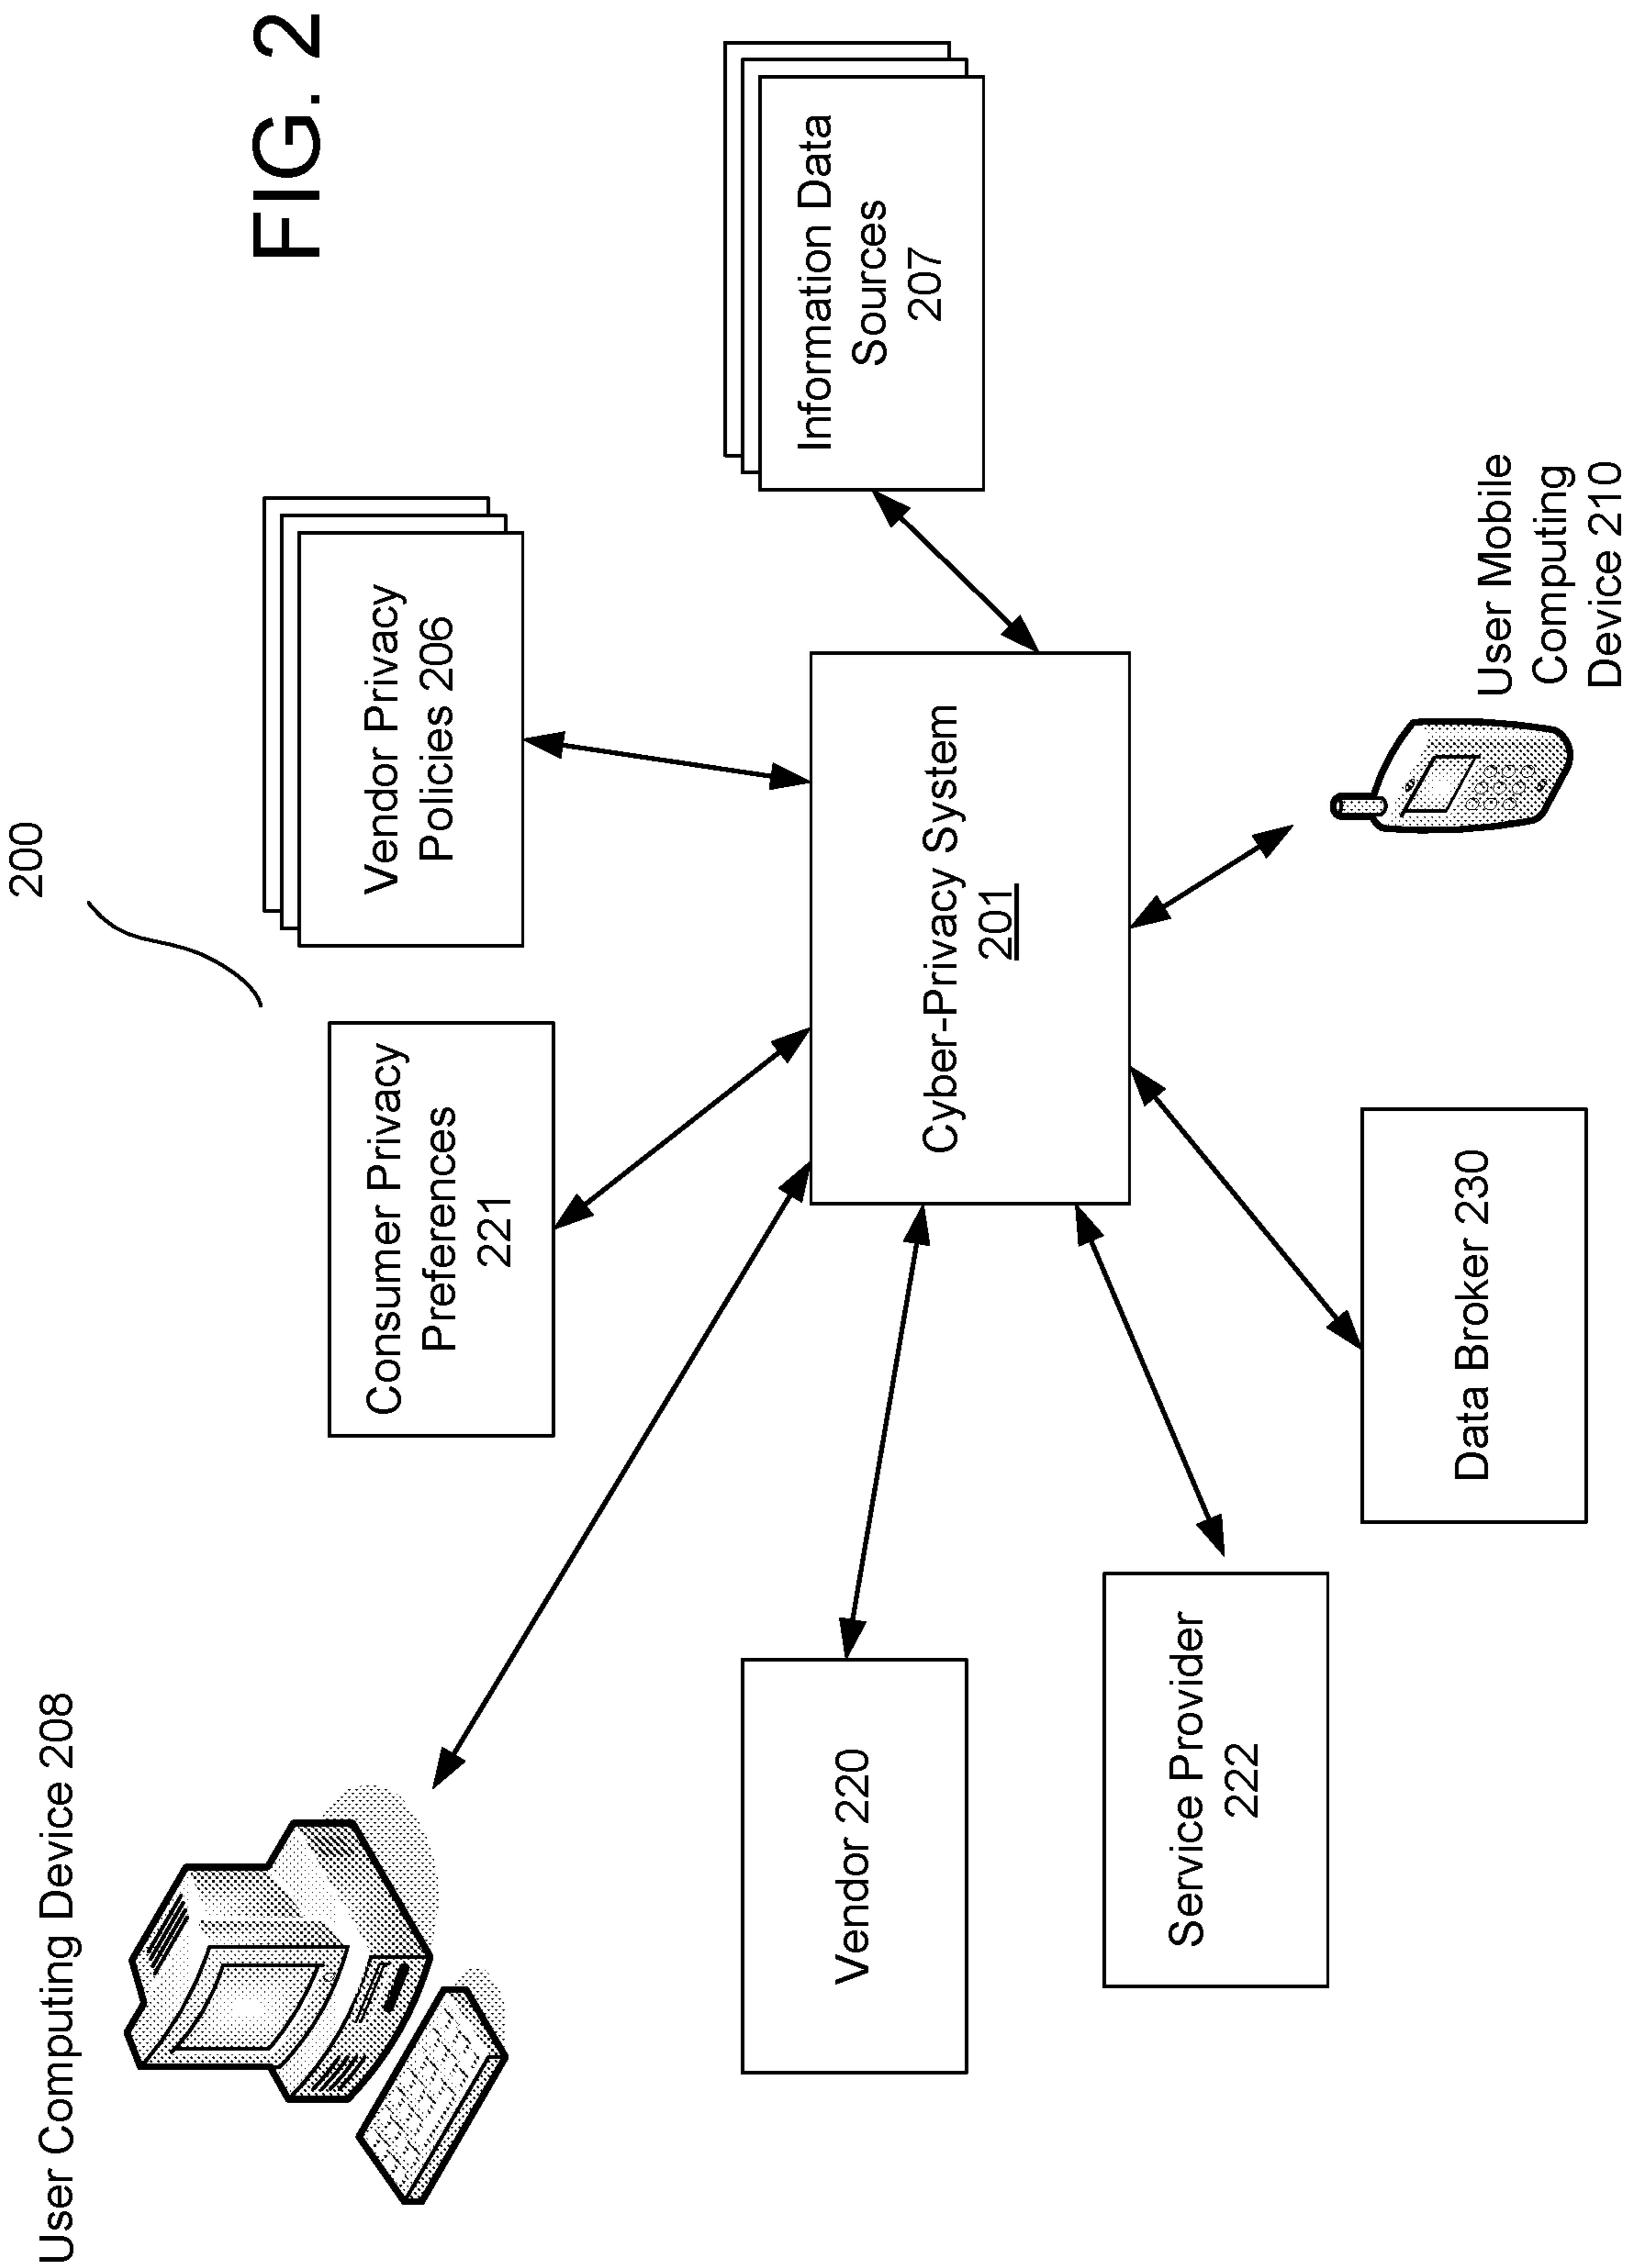 200
User Computing Device 208
Consumer Privacy
Preferences
221
Vendor Privacy
Policies 206
FIG. 2
Vendor 220
Cyber-Privacy System
201
Information Data
Sources
207
Service Provider
222
Data Broker 230
User Mobile
Computing
Device 210